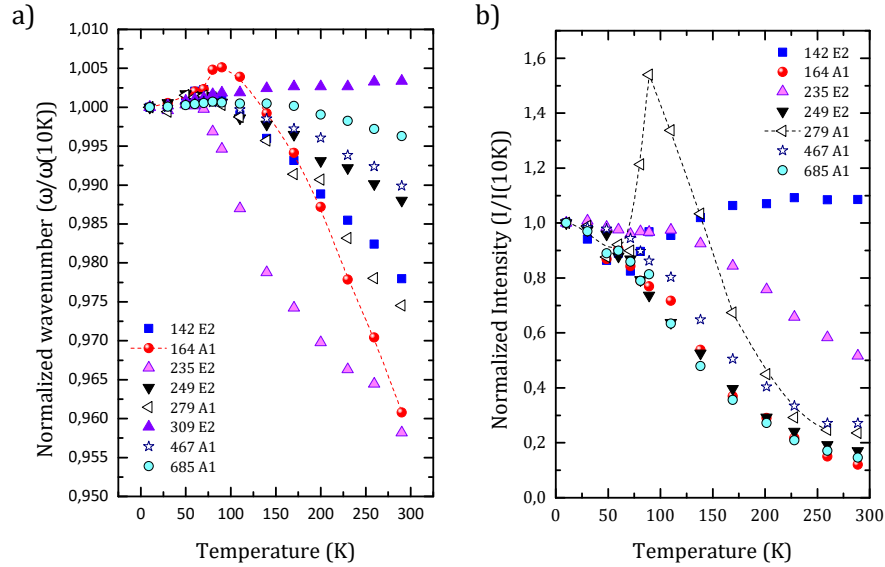 a)
Normalized wavenumber (ω/ω(10K))
1,010
1,005
1,000
0,995
0,990
0,985
0,980
0,975
0,970
0,965
0,960
0,955
0,950
142 E2
164 A1
235 E2
249 E2
279 A1
309 E2
467 A1
685 A1
0 50 100 150 200 250 300
Temperature (K)
b)
Normalized Intensity (I/I(10K))
1,6
1,4
1,2
1,0
0,8
0,6
0,4
0,2
0,0
142 E2
164 A1
235 E2
249 E2
279 A1
467 A1
685 A1
0 50 100 150 200 250 300
Temperature (K)